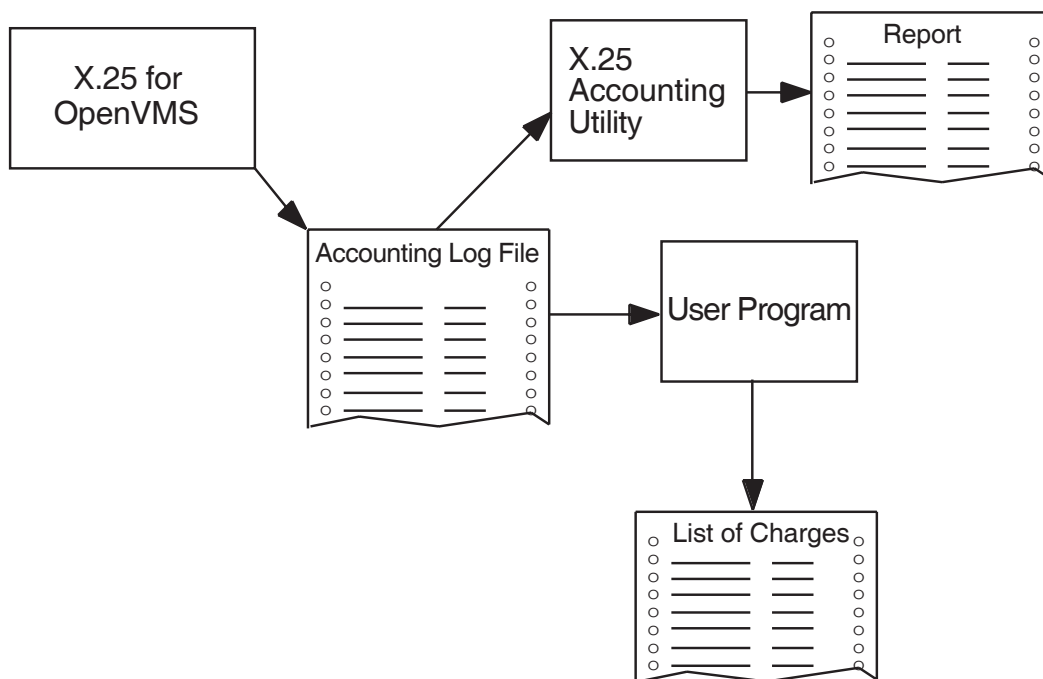 X.25 for
OpenVMS
X.25
Accounting
Utility
Report
Accounting Log File
User Program
List of Charges